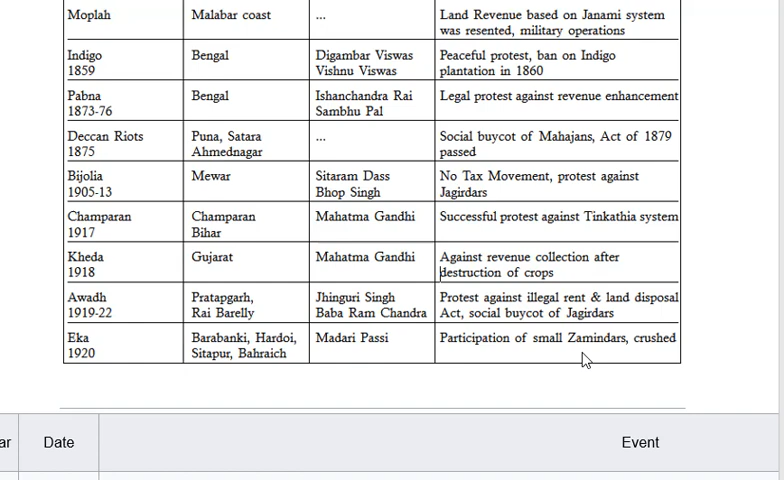 Moplah Malabar coast ... Land Revenue based on Janami system
was resented, military operations
Indigo Bengal Digambar Viswas Peaceful protest, ban on Indigo
1859 Vishnu Viswas plantation in 1860
Pabna Bengal Ishanchandra Rai Legal protest against revenue enhancement
1873-76 Sambhu Pal
Deccan Riots Puna, Satara ... Social buycot of Mahajans, Act of 1879
1875 Ahmednagar passed
Bijolia Mewar Sitaram Dass No Tax Movement, protest against
1905-13 Bhop Singh Jagirdars
Champaran Champaran Mahatma Gandhi Successful protest against Tinkathia system
1917 Bihar
Kheda Gujarat Mahatma Gandhi Against revenue collection after
1918 destruction of crops
Awadh Pratapgarh, Jhinguri Singh Protest against illegal rent & land disposal
1919-22 Rai Barelly Baba Ram Chandra Act, social buycot of Jagirdars
Eka Barabanki, Hardoi, Madari Passi Participation of small Zamindars, crushed
1920 Sitapur, Bahraich
ar Date Event